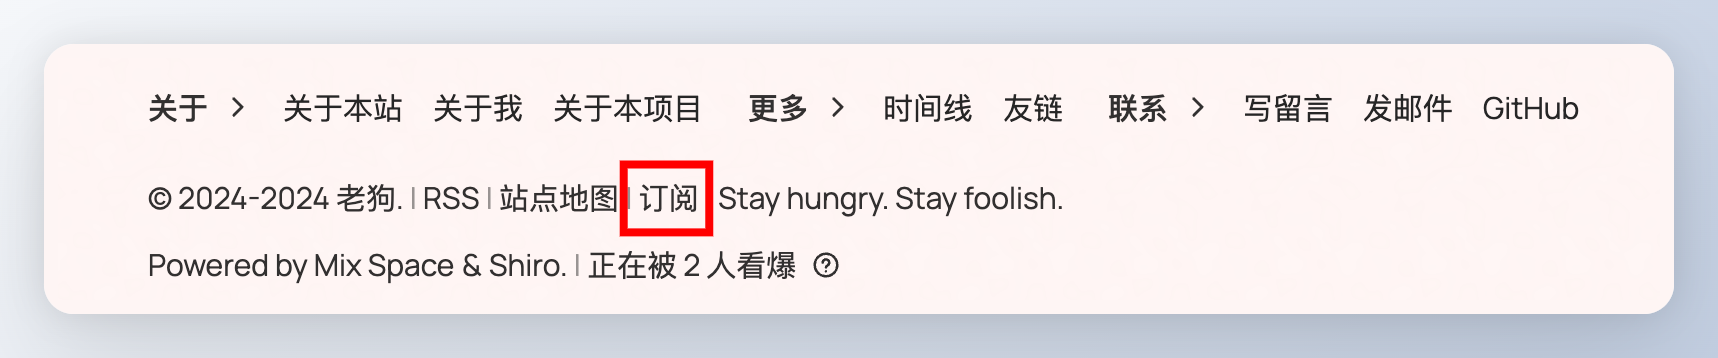 关于 > 关于本站 关于我 关于本项目 更多 > 时间线 友链 联系 > 写留言 发邮件 GitHub
© 2024-2024 老狗. | RSS | 站点地图 | 订阅 Stay hungry. Stay foolish.
Powered by Mix Space & Shiro. | 正在被 2 人看爆